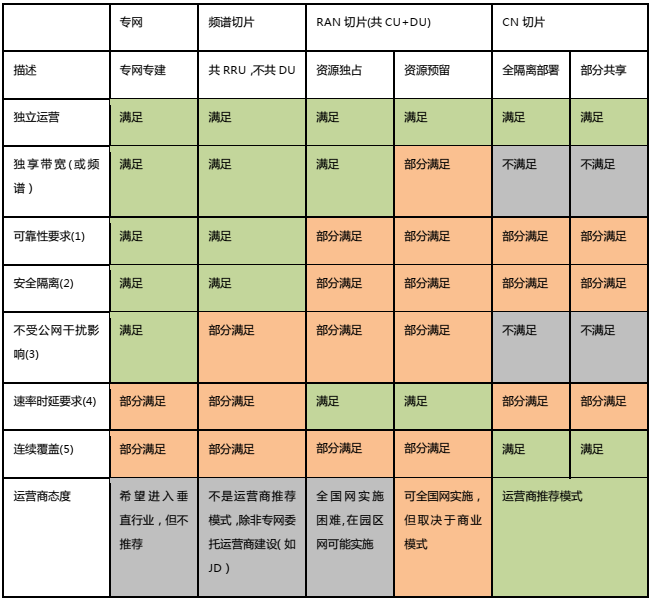 专网 频谱切片 RAN 切片(共 CU+DU) CN 切片
描述 专网专建 共 RRU ,不共 DU 资源独占 资源预留 全隔离部署 部分共享
独立运营 满足 满足 满足 满足 满足 满足
独享带宽(或频 满足 满足 满足 部分满足 不满足 不满足
谱)
可靠性要求(1) 满足 满足 部分满足 部分满足 部分满足 部分满足
安全隔离(2) 满足 满足 部分满足 部分满足 部分满足 部分满足
不受公网干扰影 满足 部分满足 部分满足 部分满足 不满足 不满足
响(3)
速率时延要求(4) 部分满足 部分满足 满足 满足 部分满足 部分满足
连续覆盖(5) 部分满足 部分满足 部分满足 部分满足 满足 满足
运营商态度 希望进入垂 不是运营商推荐 全国网实施 可全国网实施, 运营商推荐模式
直行业,但不 模式,除非专网委 困难,在园区 但取决于商业
推荐 托运营商建设(如 网可能实施 模式
JD)